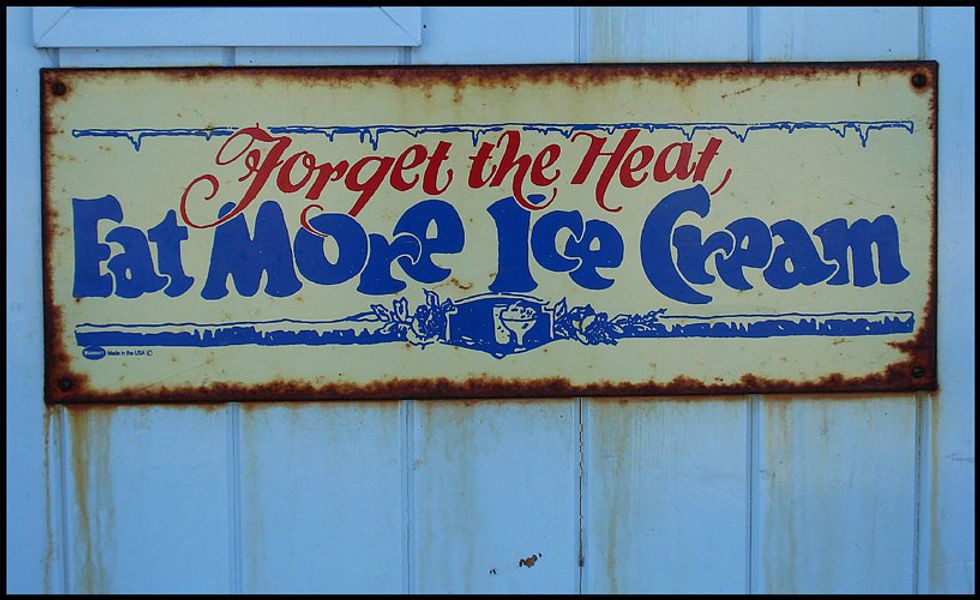 Forget the Heat,
Eat More Ice Cream
Made in the USA ©